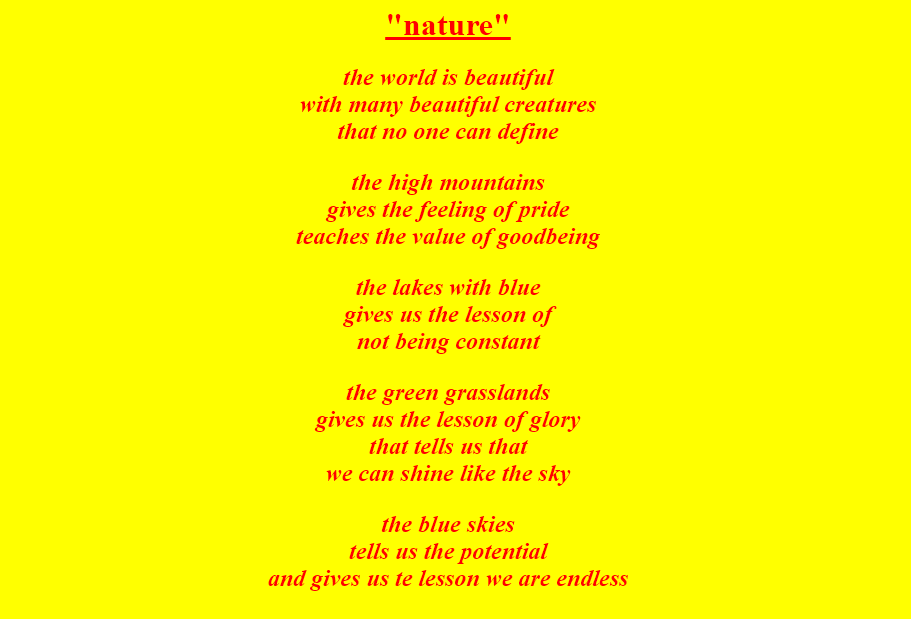 "nature"
the world is beautiful
with many beautiful creatures
that no one can define
the high mountains
gives the feeling of pride
teaches the value of goodbeing
the lakes with blue
gives us the lesson of
not being constant
the green grasslands
gives us the lesson of glory
that tells us that
we can shine like the sky
the blue skies
tells us the potential
and gives us te lesson we are endless